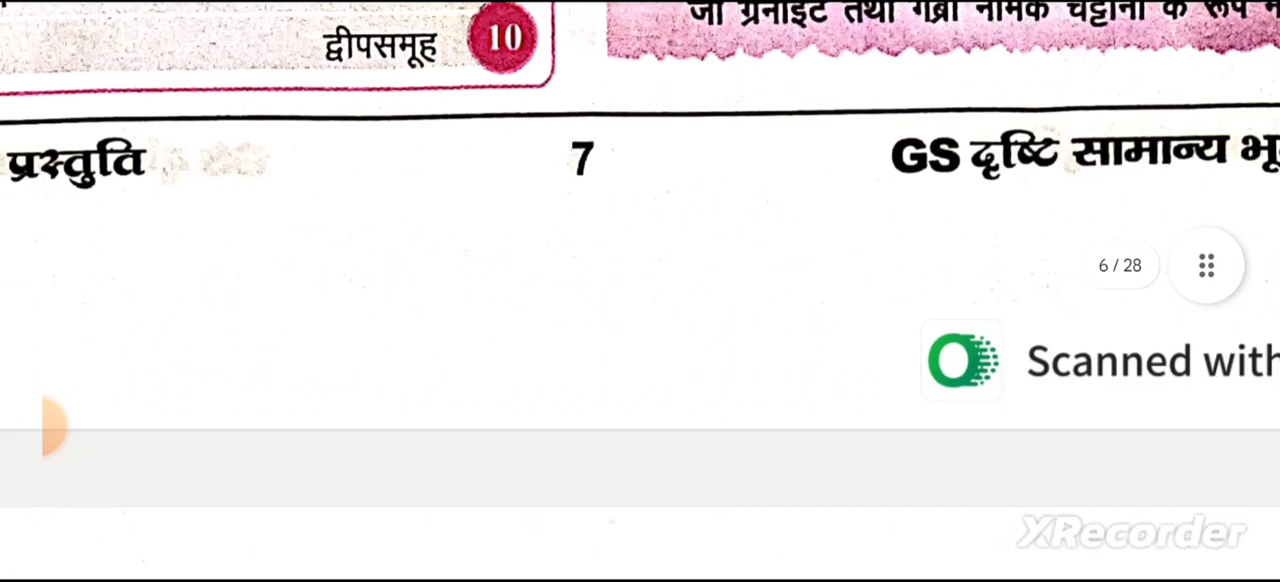 जो ग्रेनाइट तथा गैब्रो नामक चट्टानों के रूप में
द्वीपसमूह 10
प्रस्तुति 7 GS दृष्टि सामान्य
6 / 28
Scanned with
XRecorder